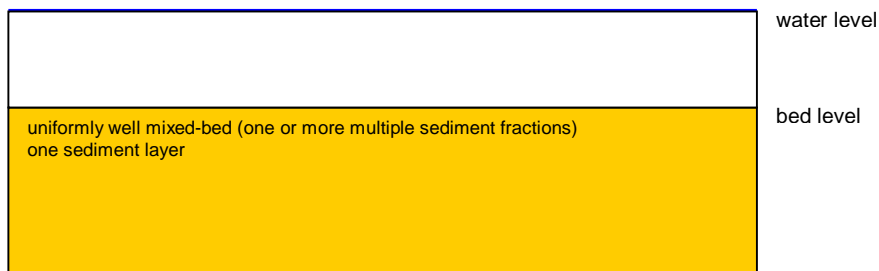 water level
bed level
uniformly well mixed-bed (one or more multiple sediment fractions)
one sediment layer